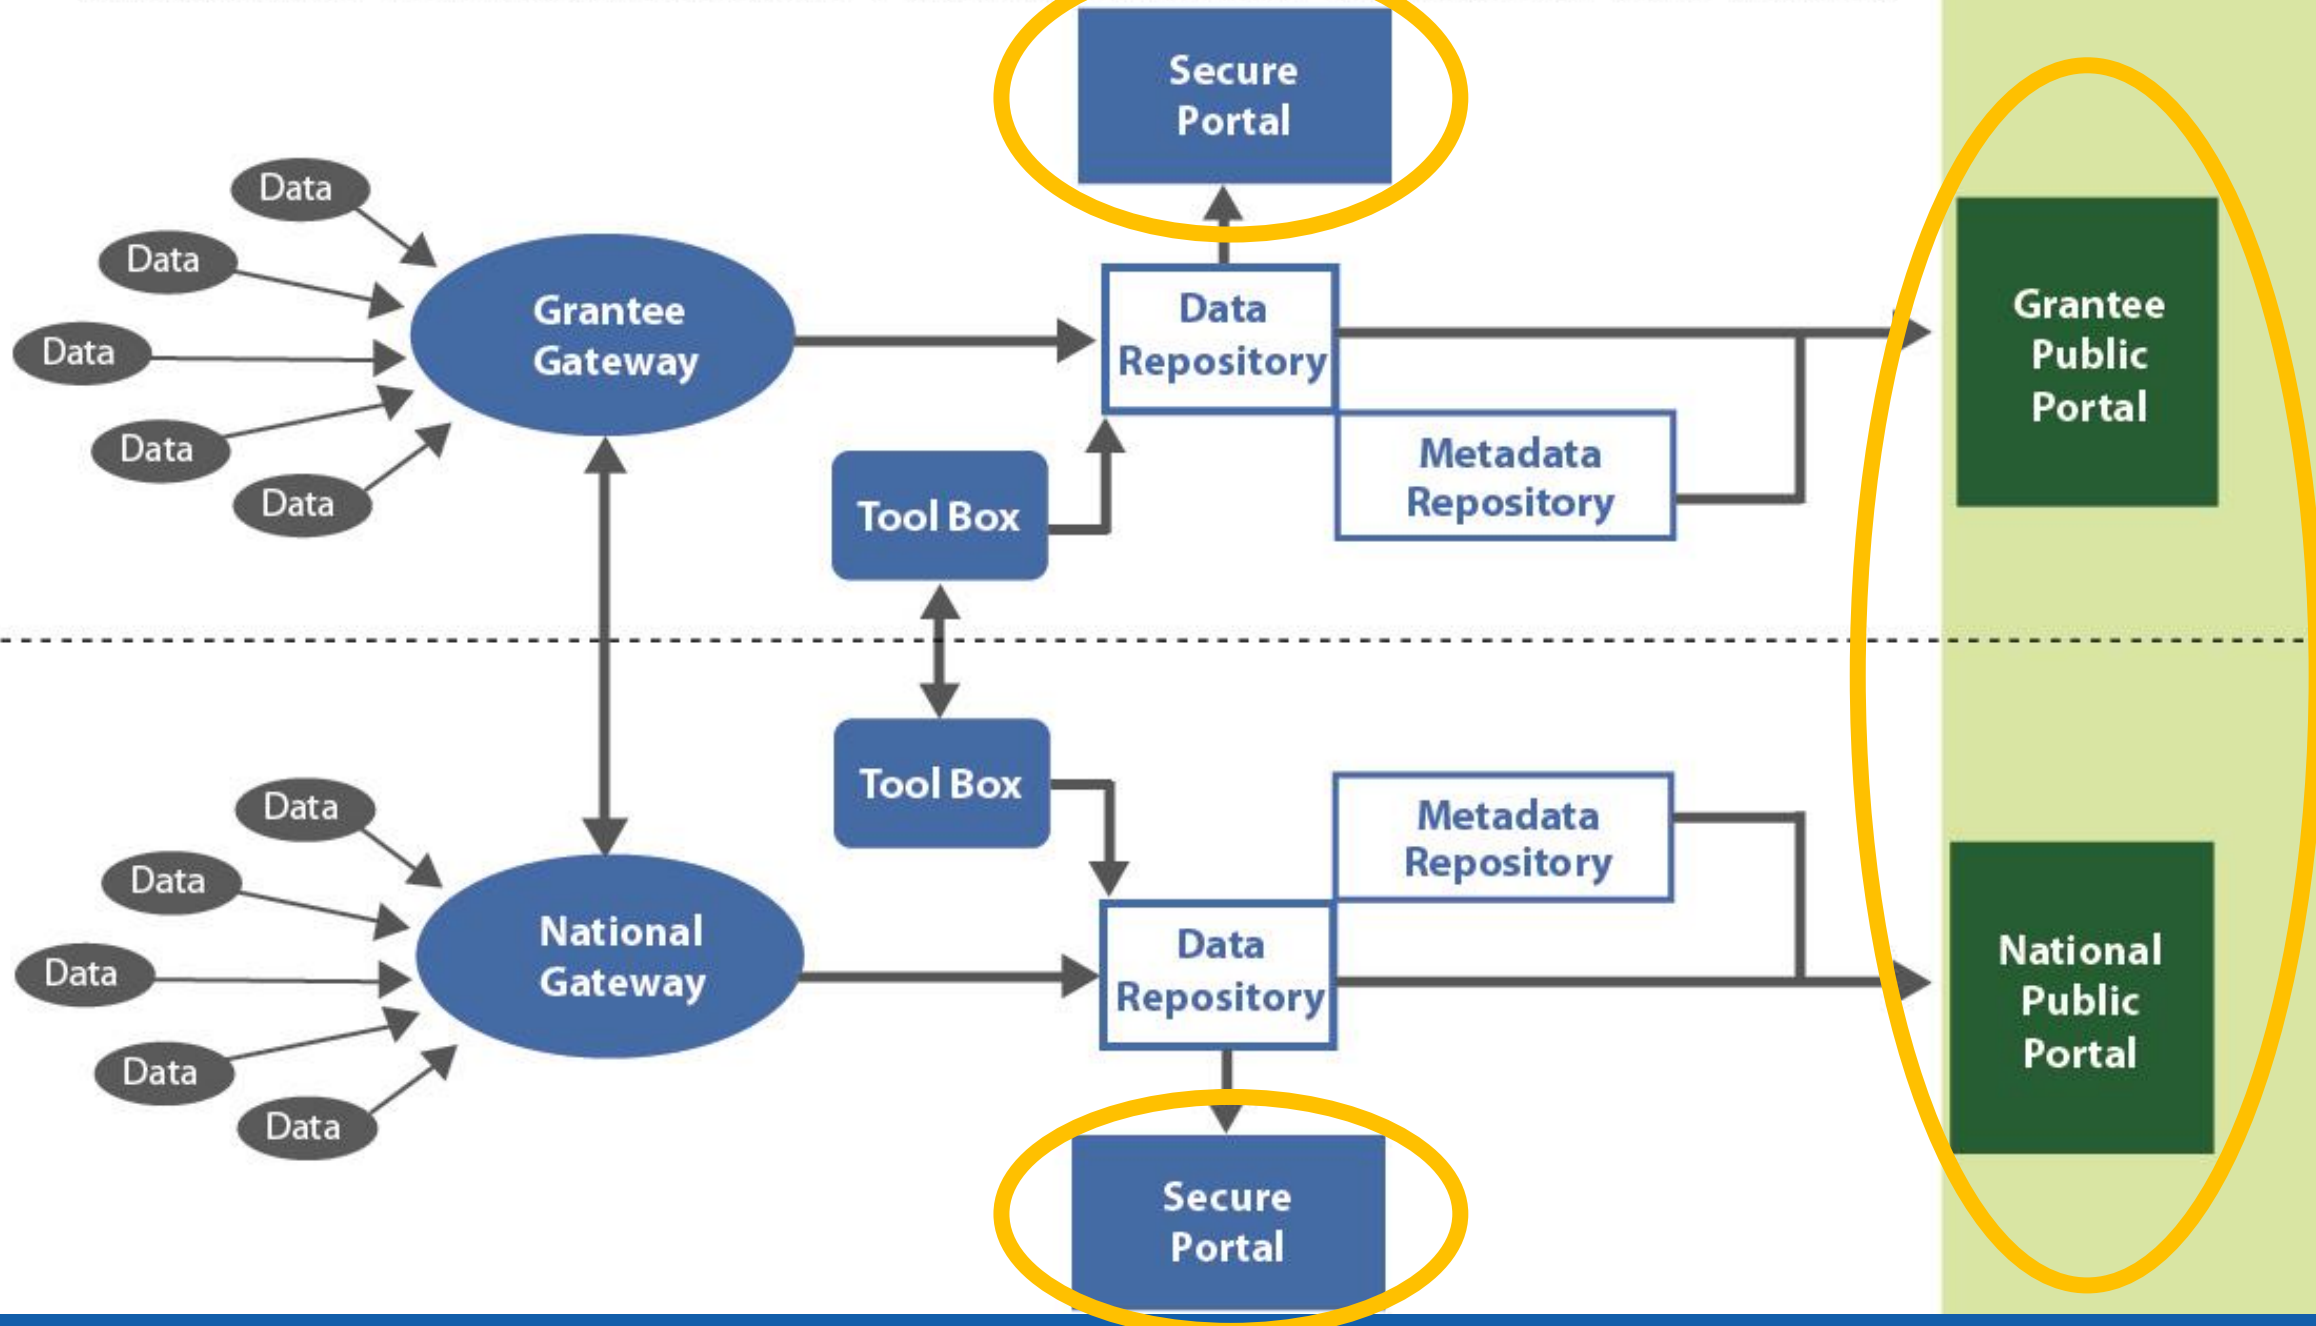 Secure
Portal
Data
Data
Data
Data
Data
Grantee
Gateway
Data
Repository
Metadata
Repository
Tool Box
Grantee
Public
Portal
Tool Box
Metadata
Repository
Data
Data
Data
Data
Data
National
Gateway
Data
Repository
National
Public
Portal
Secure
Portal